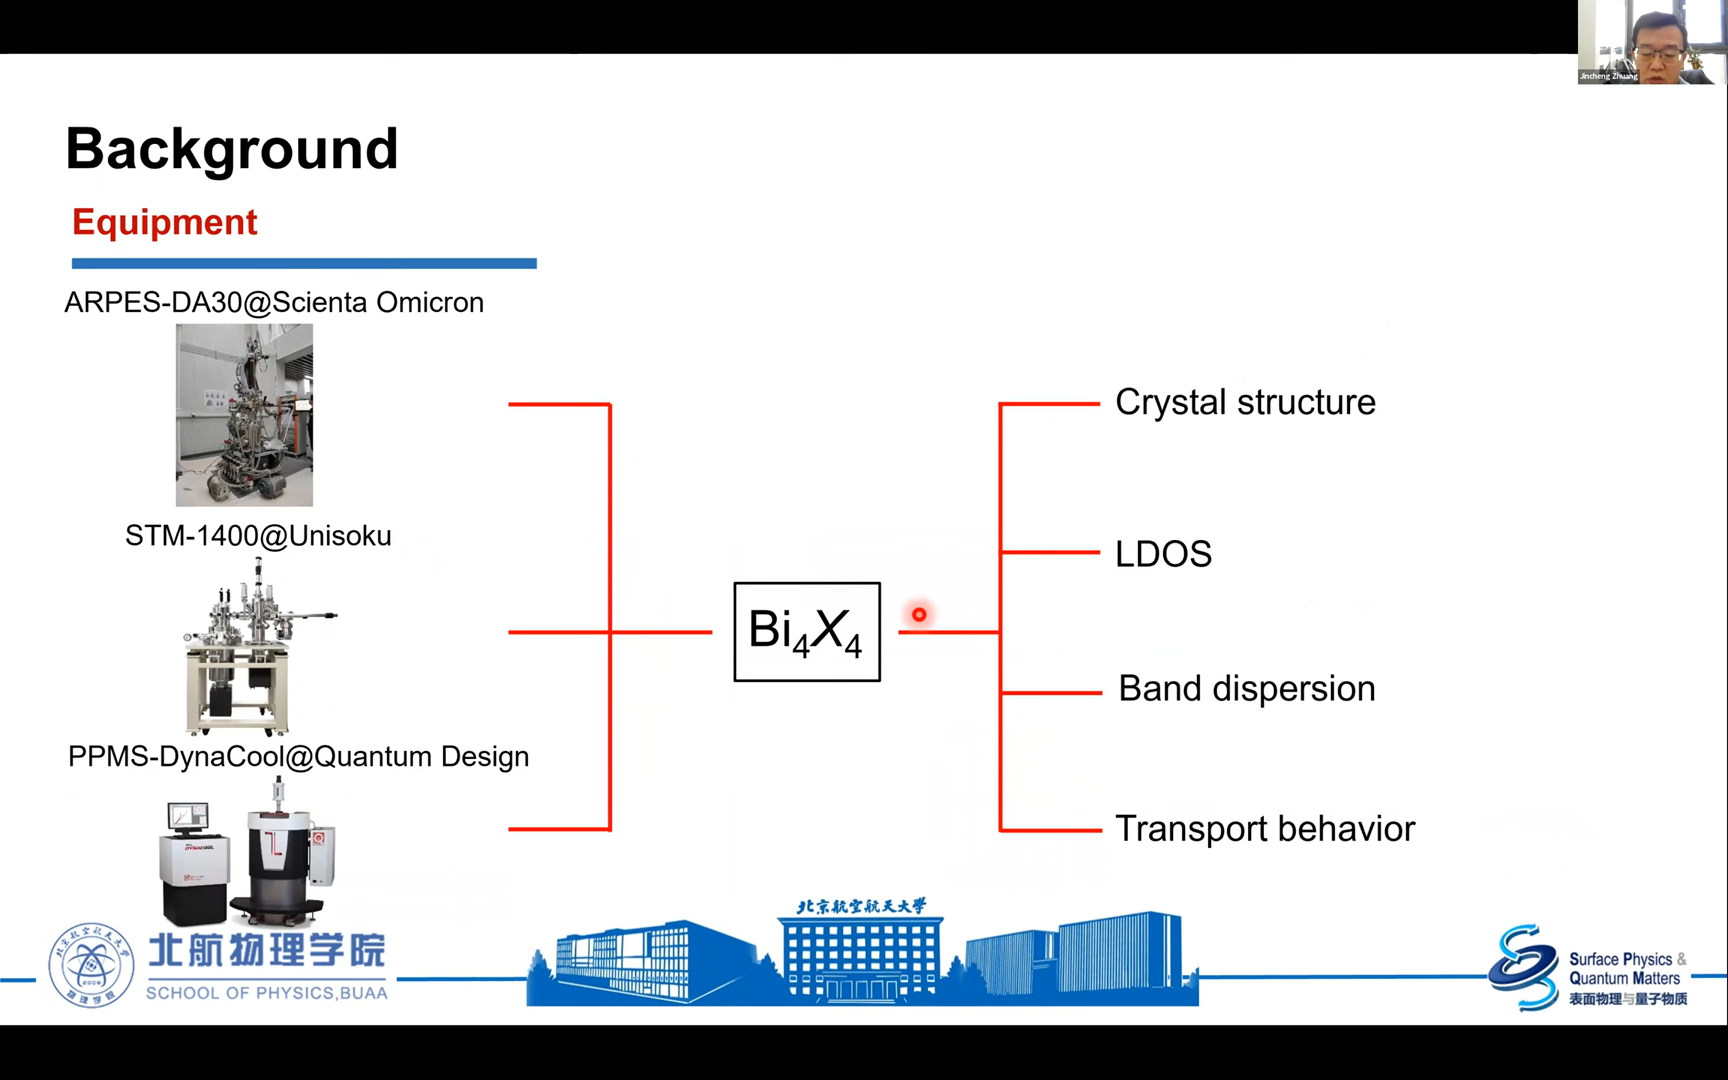 Jincheng Zhuang
Background
Equipment
ARPES-DA30@Scienta Omicron
STM-1400@Unisoku
PPMS-DynaCool@Quantum Design
DYNACOOL
Bi₄X₄
Crystal structure
LDOS
Band dispersion
Transport behavior
北航物理学院
SCHOOL OF PHYSICS,BUAA
北京航空航天大学
Surface Physics &
Quantum Matters
表面物理与量子物质